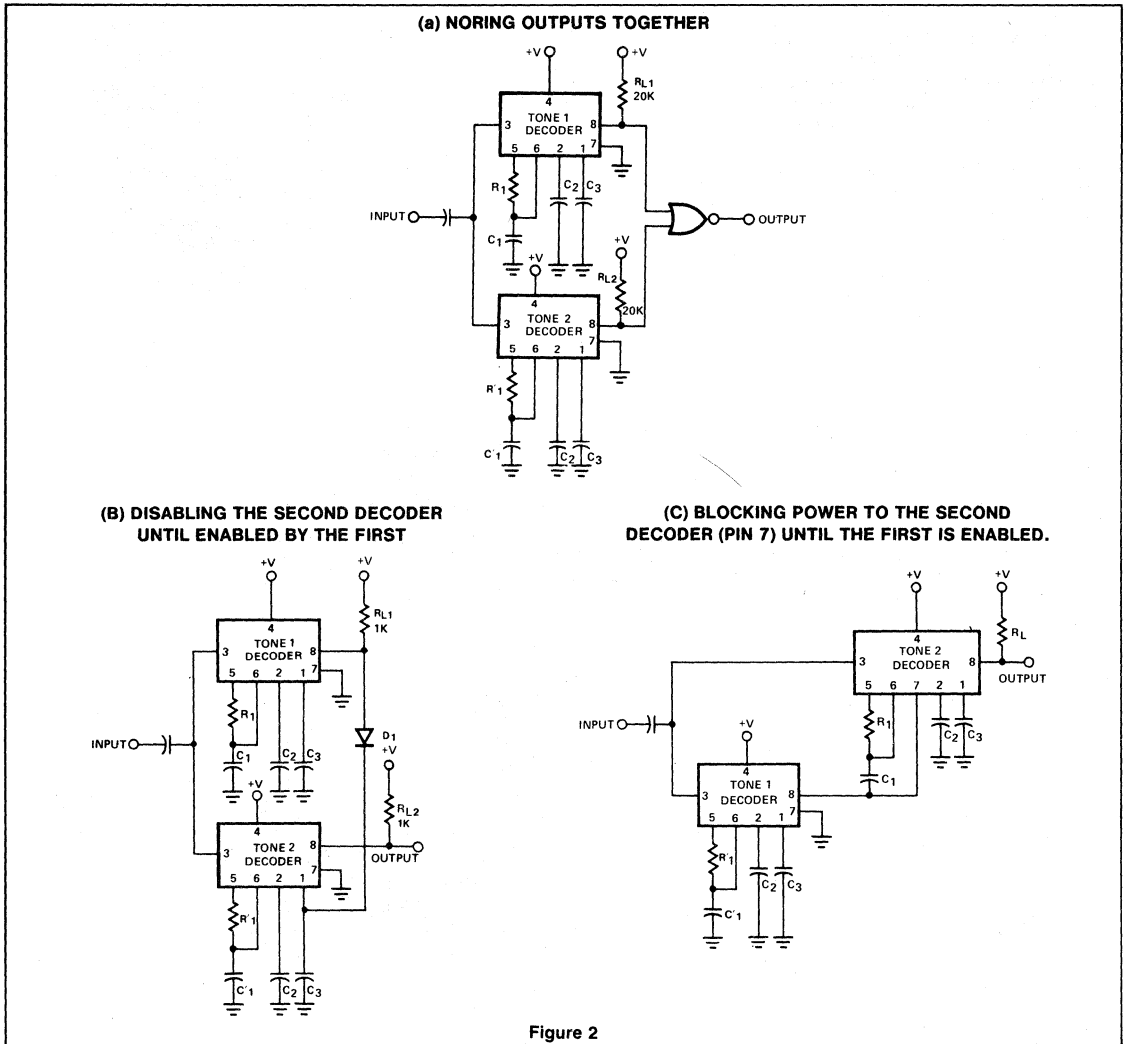 (a) NORING OUTPUTS TOGETHER
+V +V
RL1
20K
4
TONE 1
DECODER
3 8
7
5 6 2 1
R1 C2 C3
INPUT OUTPUT
C1
+V +V
RL2
20K
4
TONE 2
DECODER
3 8
7
5 6 2 1
R'1
C'1 C2 C3
(B) DISABLING THE SECOND DECODER
UNTIL ENABLED BY THE FIRST
+V +V
RL1
1K
4
TONE 1
DECODER
3 8
7
5 6 2 1
R1
INPUT
C1 C2 C3
D1
+V
+V
RL2
1K
4
TONE 2
DECODER
3 8
OUTPUT
7
5 6 2 1
R'1
C'1 C2 C3
(C) BLOCKING POWER TO THE SECOND
DECODER (PIN 7) UNTIL THE FIRST IS ENABLED.
+V +V
RL
4
TONE 2
DECODER
3 8
OUTPUT
5 6 7 2 1
R1 C2 C3
INPUT
+V
C1
4
TONE 1
DECODER
3 8
7
5 6 2 1
R'1 C2 C3
C'1
Figure 2